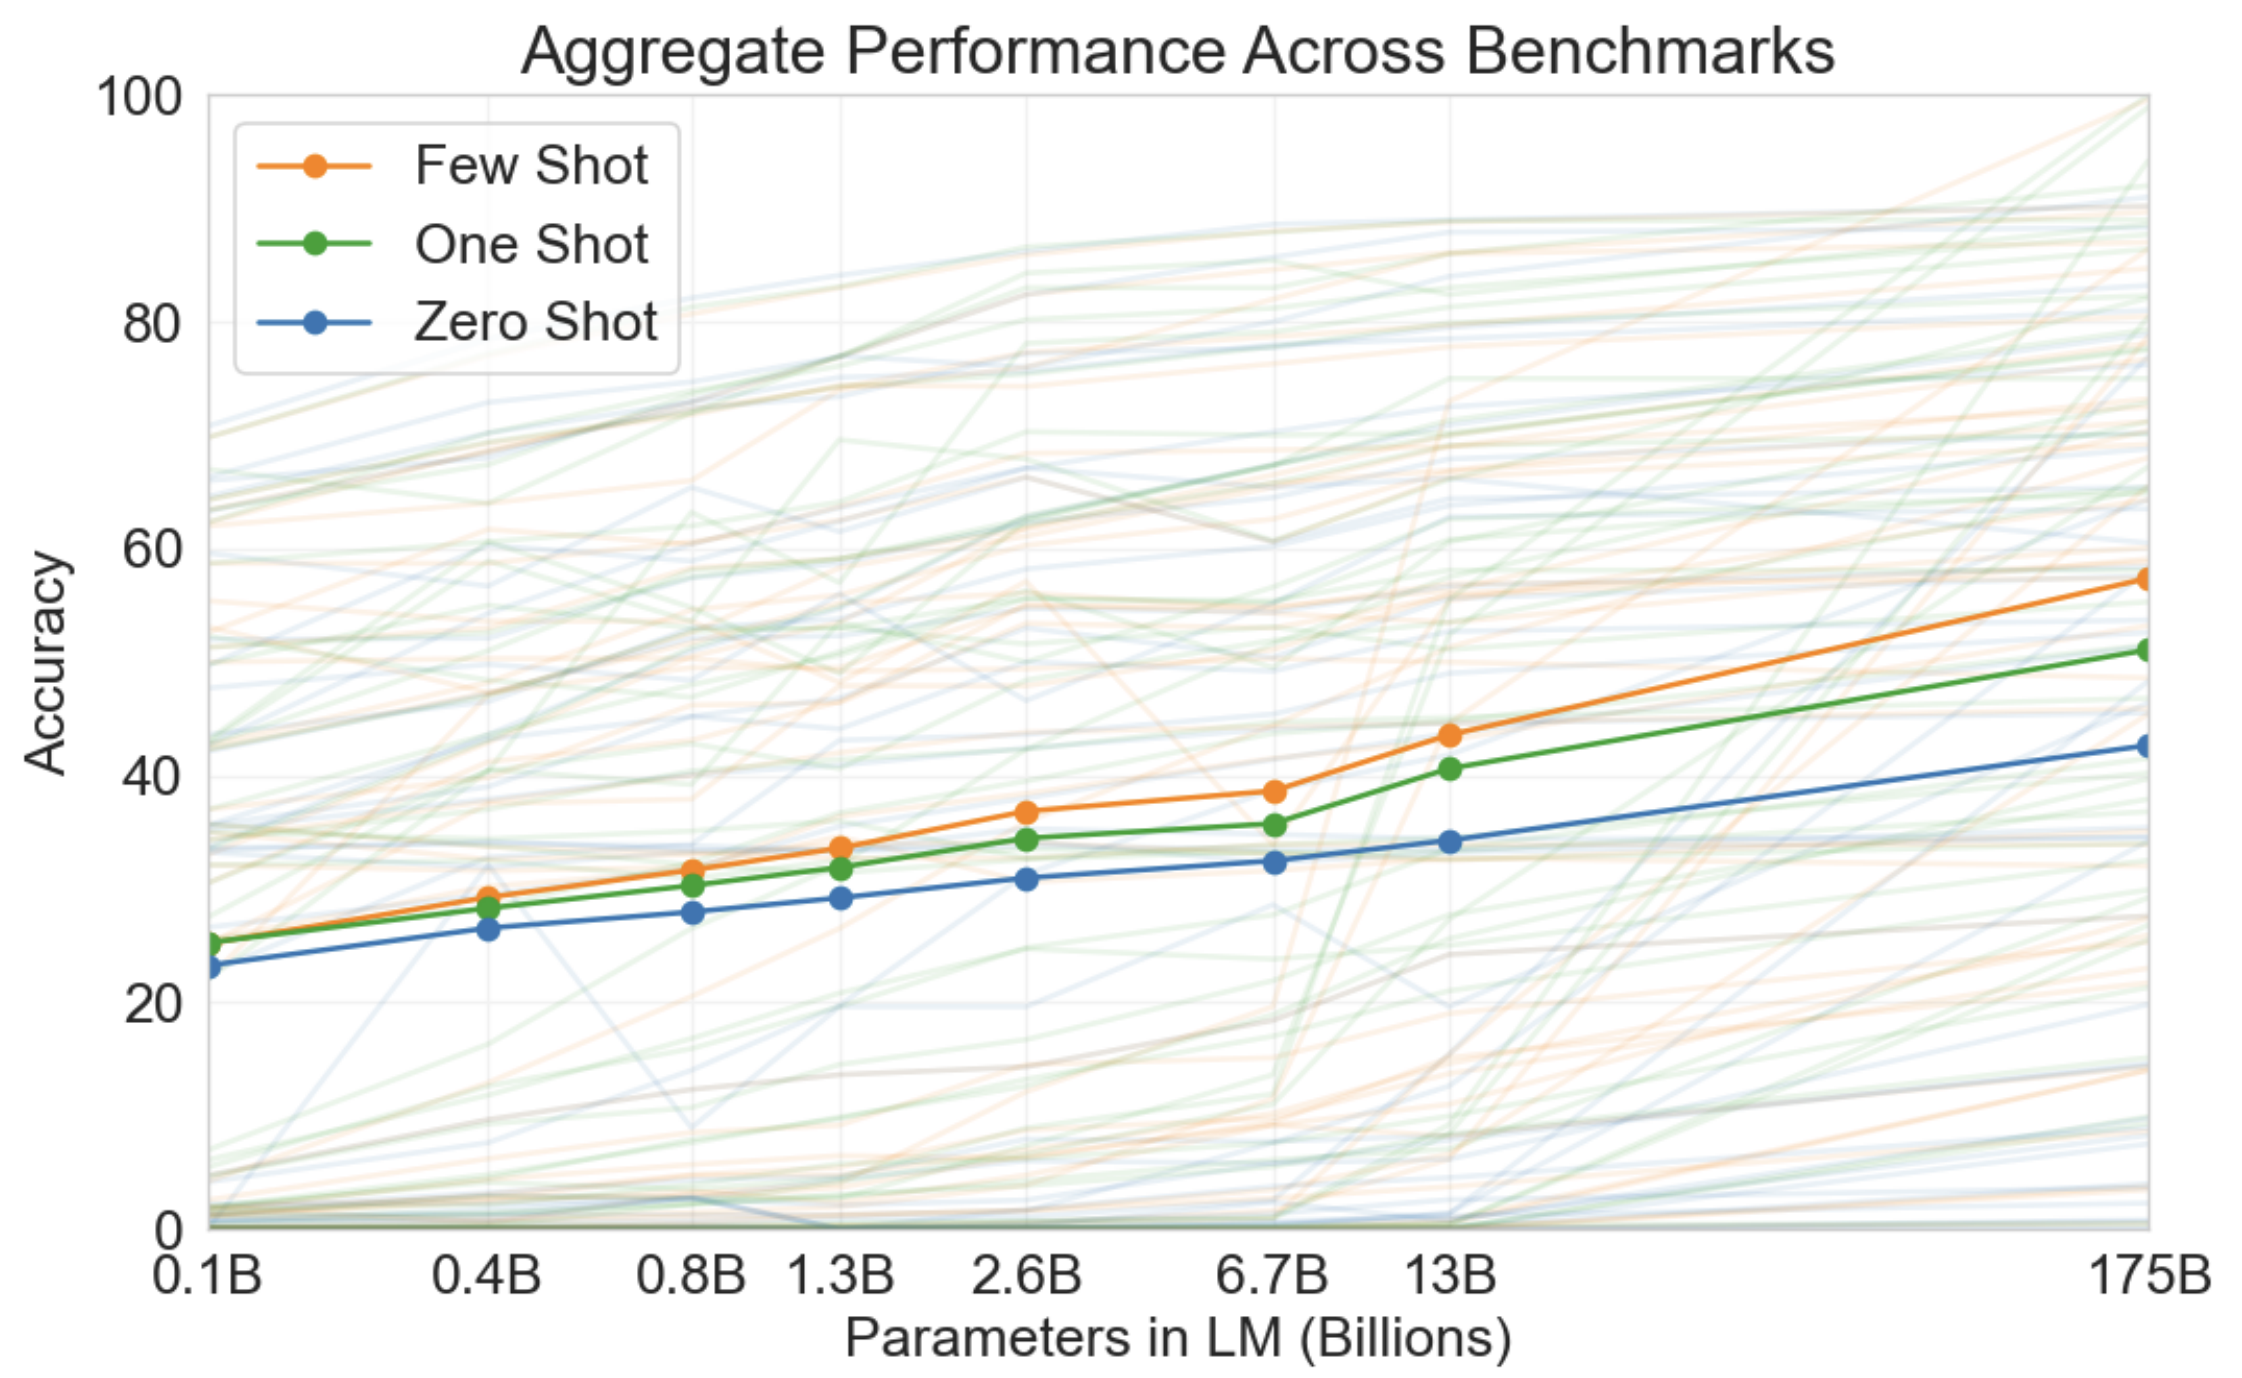 Aggregate Performance Across Benchmarks
100
80
60
40
20
0
Few Shot
One Shot
Zero Shot
Accuracy
0.1B 0.4B 0.8B 1.3B 2.6B 6.7B 13B 175B
Parameters in LM (Billions)